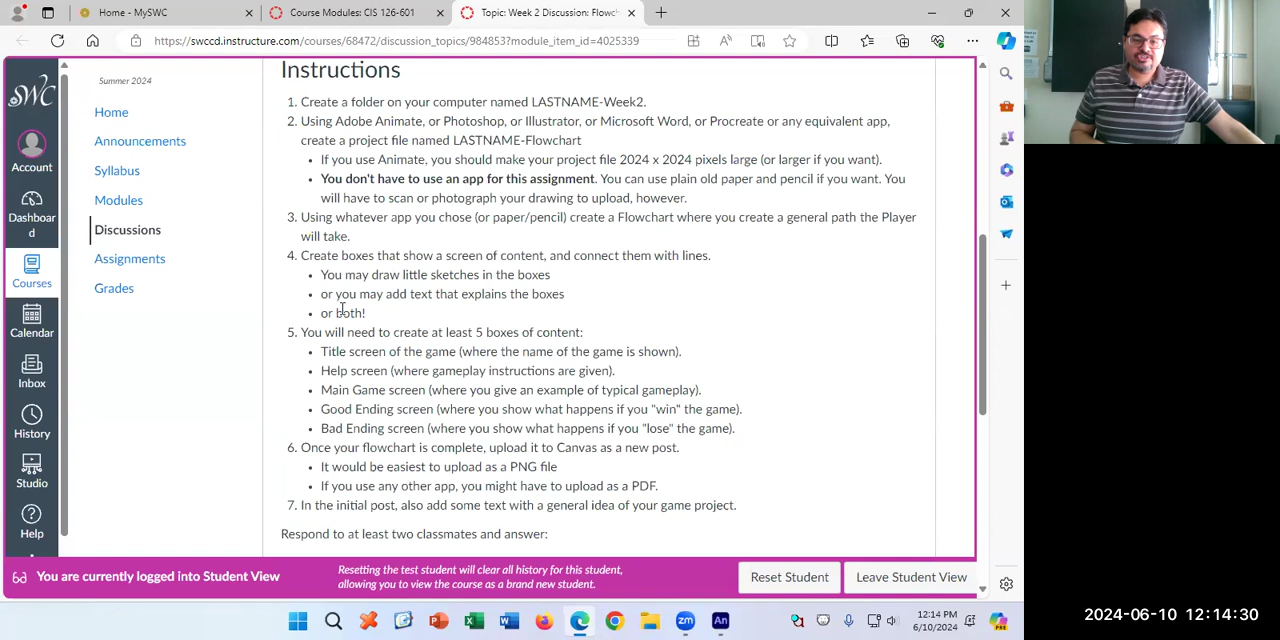 Home - MySWC
Course Modules: CIS 126-601
Topic: Week 2 Discussion: Flowch
https://swccd.instructure.com/courses/68472/discussion_topics/984853?module_item_id=4025339
SWC
Account
Dashboar
d
Courses
Calendar
Inbox
History
Studio
Help
Summer 2024
Home
Announcements
Syllabus
Modules
Discussions
Assignments
Grades
Instructions
1. Create a folder on your computer named LASTNAME-Week2.
2. Using Adobe Animate, or Photoshop, or Illustrator, or Microsoft Word, or Procreate or any equivalent app,
create a project file named LASTNAME-Flowchart
• If you use Animate, you should make your project file 2024 x 2024 pixels large (or larger if you want).
• You don't have to use an app for this assignment. You can use plain old paper and pencil if you want. You
will have to scan or photograph your drawing to upload, however.
3. Using whatever app you chose (or paper/pencil) create a Flowchart where you create a general path the Player
will take.
4. Create boxes that show a screen of content, and connect them with lines.
• You may draw little sketches in the boxes
• or you may add text that explains the boxes
• or both!
5. You will need to create at least 5 boxes of content:
• Title screen of the game (where the name of the game is shown).
• Help screen (where gameplay instructions are given).
• Main Game screen (where you give an example of typical gameplay).
• Good Ending screen (where you show what happens if you "win" the game).
• Bad Ending screen (where you show what happens if you "lose" the game).
6. Once your flowchart is complete, upload it to Canvas as a new post.
• It would be easiest to upload as a PNG file
• If you use any other app, you might have to upload as a PDF.
7. In the initial post, also add some text with a general idea of your game project.
Respond to at least two classmates and answer:
You are currently logged into Student View
Resetting the test student will clear all history for this student,
allowing you to view the course as a brand new student.
Reset Student
Leave Student View
zm
An
12:14 PM
6/10/2024
PRE
2024-06-10 12:14:30